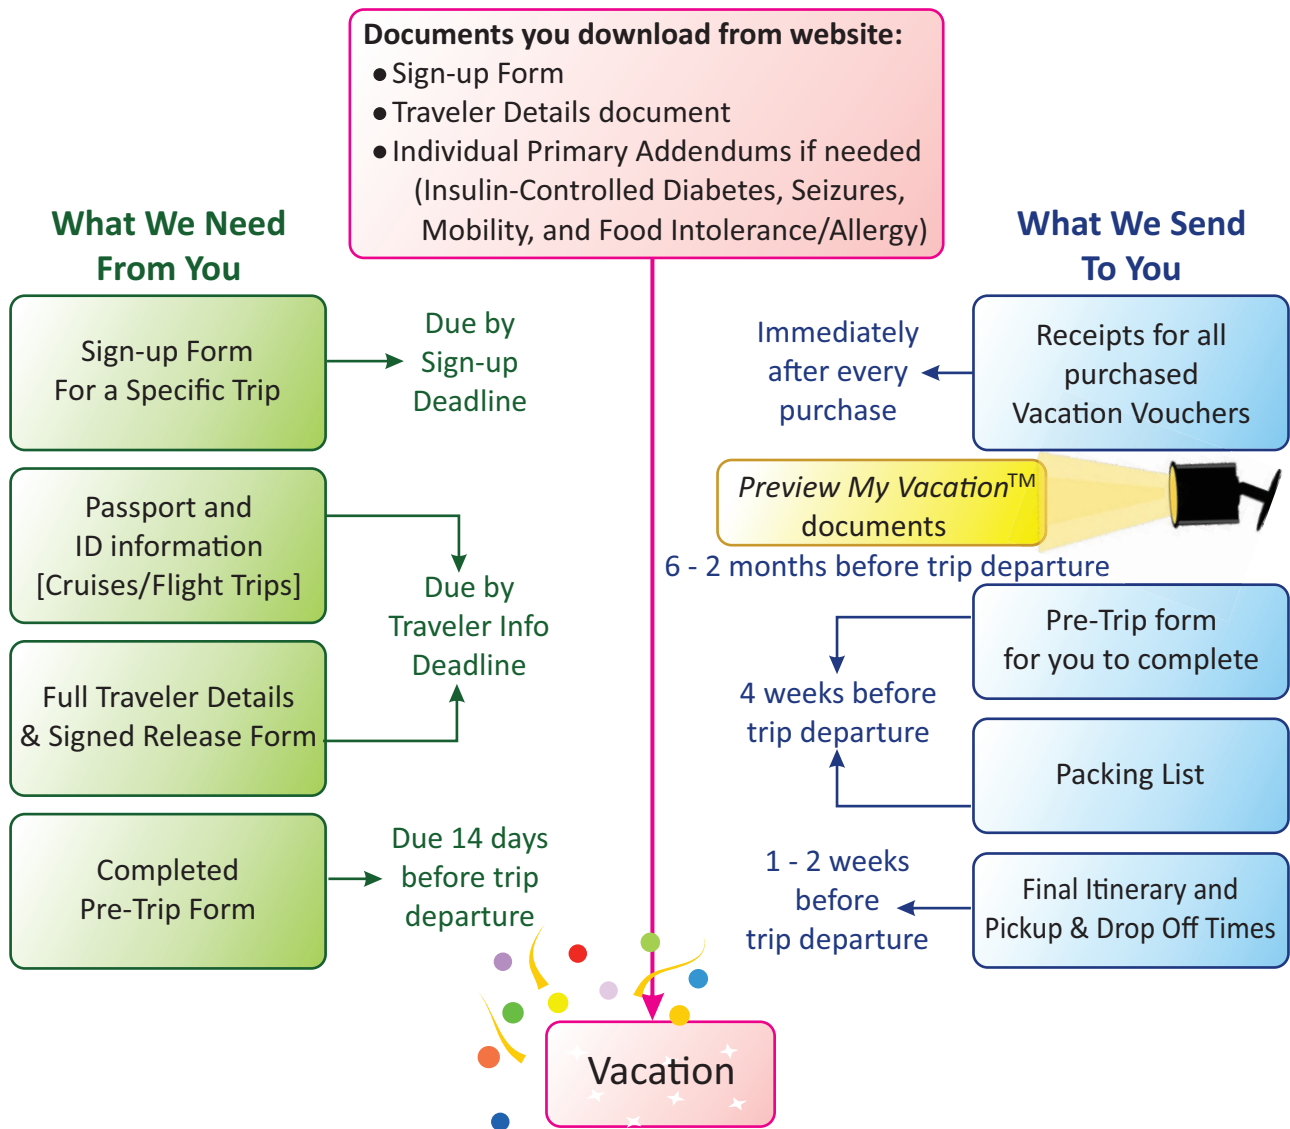 Documents you download from website:
● Sign-up Form
● Traveler Details document
● Individual Primary Addendums if needed
(Insulin-Controlled Diabetes, Seizures,
Mobility, and Food Intolerance/Allergy)
What We Need
From You
Sign-up Form
For a Specific Trip
Due by
Sign-up
Deadline
Passport and
ID information
[Cruises/Flight Trips]
Due by
Traveler Info
Deadline
Full Traveler Details
& Signed Release Form
Completed
Pre-Trip Form
Due 14 days
before trip
departure
What We Send
To You
Immediately
after every
purchase
Receipts for all
purchased
Vacation Vouchers
Preview My Vacation™
documents
6 - 2 months before trip departure
Pre-Trip form
for you to complete
4 weeks before
trip departure
Packing List
1 - 2 weeks
before
trip departure
Final Itinerary and
Pickup & Drop Off Times
Vacation